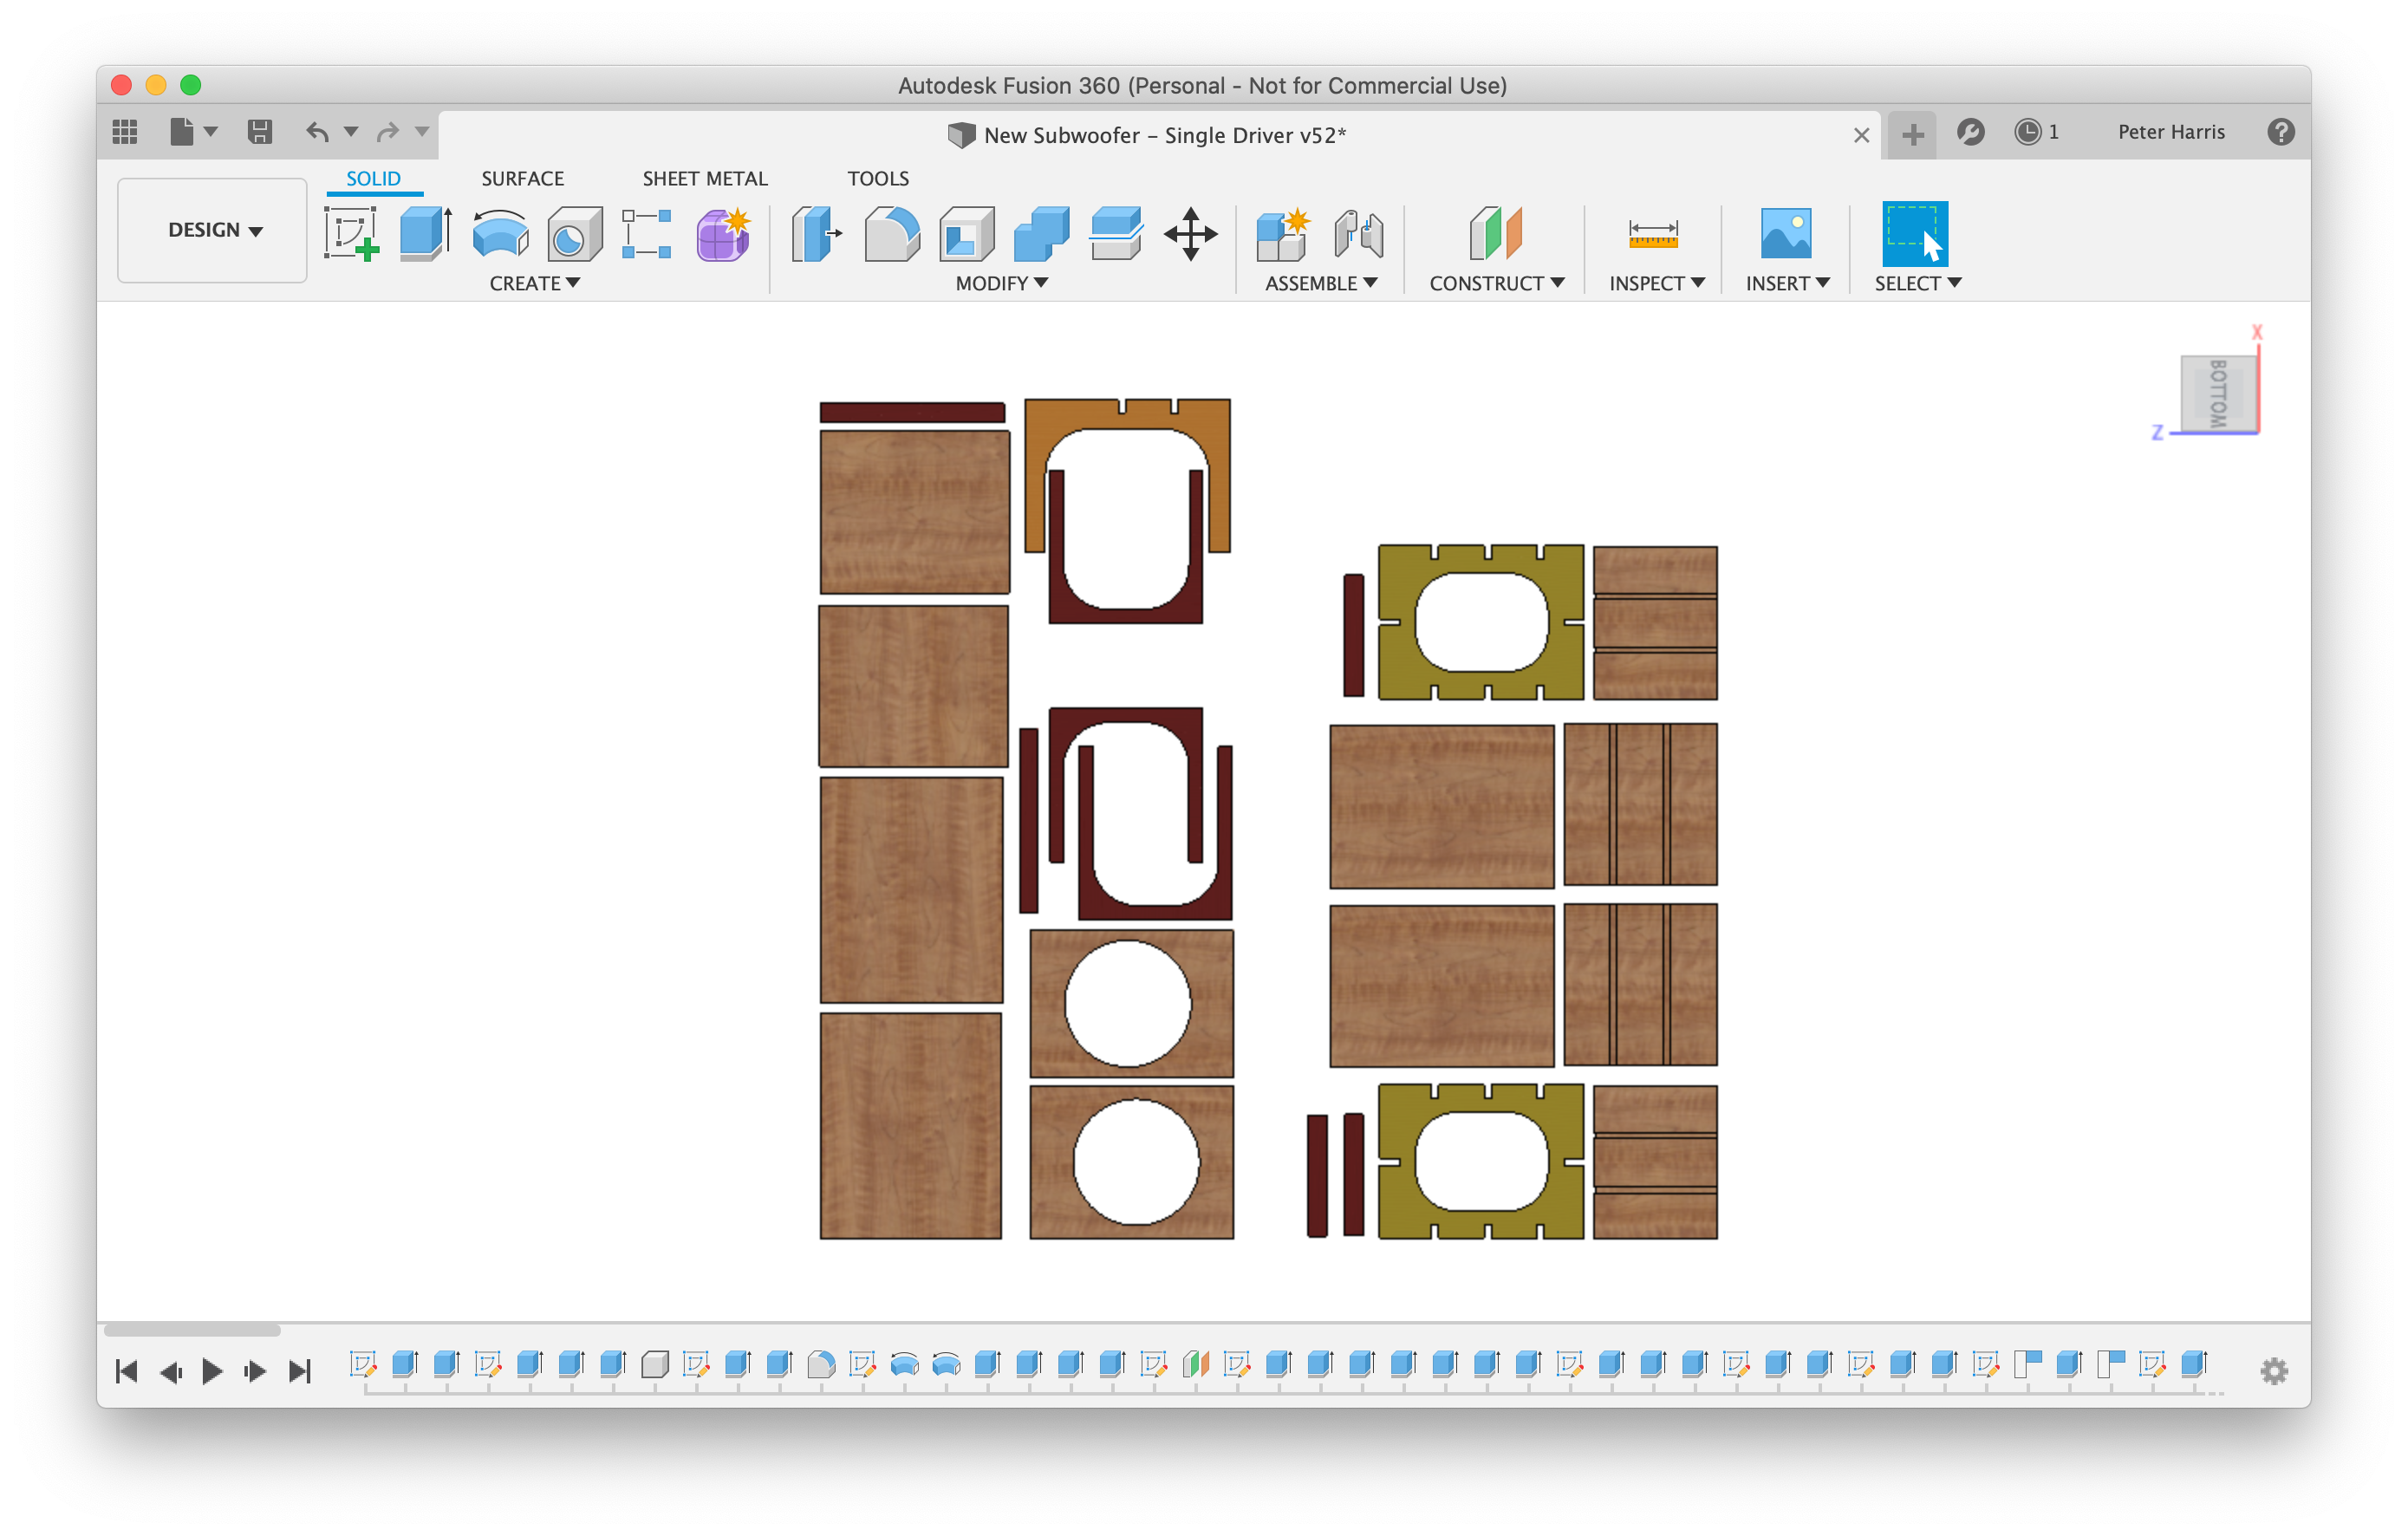 Autodesk Fusion 360 (Personal - Not for Commercial Use)
New Subwoofer - Single Driver v52*
1
Peter Harris
DESIGN
SOLID
SURFACE
SHEET METAL
TOOLS
CREATE
MODIFY
ASSEMBLE
CONSTRUCT
INSPECT
INSERT
SELECT
X
BOTTOM
Z